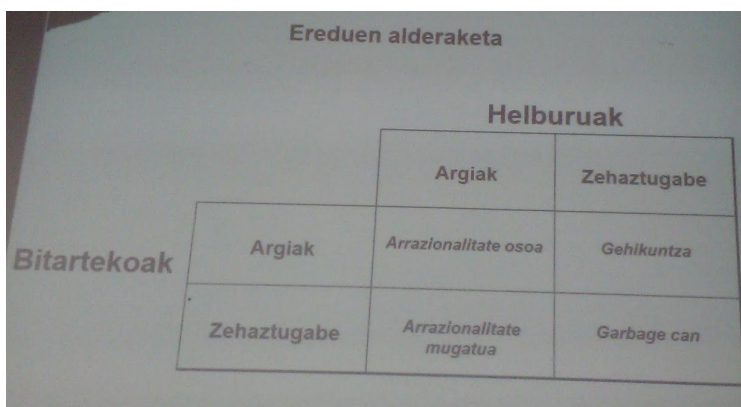 Ereduen alderaketa
Helburuak
Argiak
Zehaztugabe
Bitartekoak
Argiak
Arrazionalitate osoa
Gehikuntza
Zehaztugabe
Arrazionalitate
mugatua
Garbage can